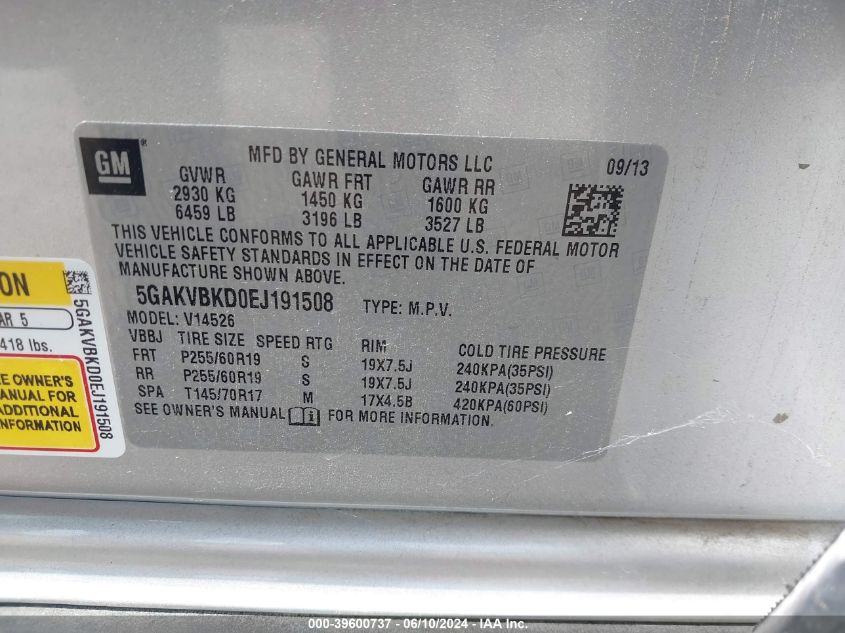 GM
MFD BY GENERAL MOTORS LLC 09/13
GVWR GAWR FRT GAWR RR
2930 KG 1450 KG 1600 KG
6459 LB 3196 LB 3527 LB
THIS VEHICLE CONFORMS TO ALL APPLICABLE U.S. FEDERAL MOTOR
VEHICLE SAFETY STANDARDS IN EFFECT ON THE DATE OF
MANUFACTURE SHOWN ABOVE.
5GAKVBKD0EJ191508 TYPE: M.P.V.
MODEL: V14526
VBBJ TIRE SIZE SPEED RTG RIM COLD TIRE PRESSURE
FRT P255/60R19 S 19X7.5J 240KPA(35PSI)
RR P255/60R19 S 19X7.5J 240KPA(35PSI)
SPA T145/70R17 M 17X4.5B 420KPA(60PSI)
SEE OWNER'S MANUAL FOR MORE INFORMATION.
ON
AR 5
418 lbs.
E OWNER'S
ANUAL FOR
ADDITIONAL
NFORMATION
5GAKVBKD0EJ191508
000-39600737 - 06/10/2024 - IAA Inc.